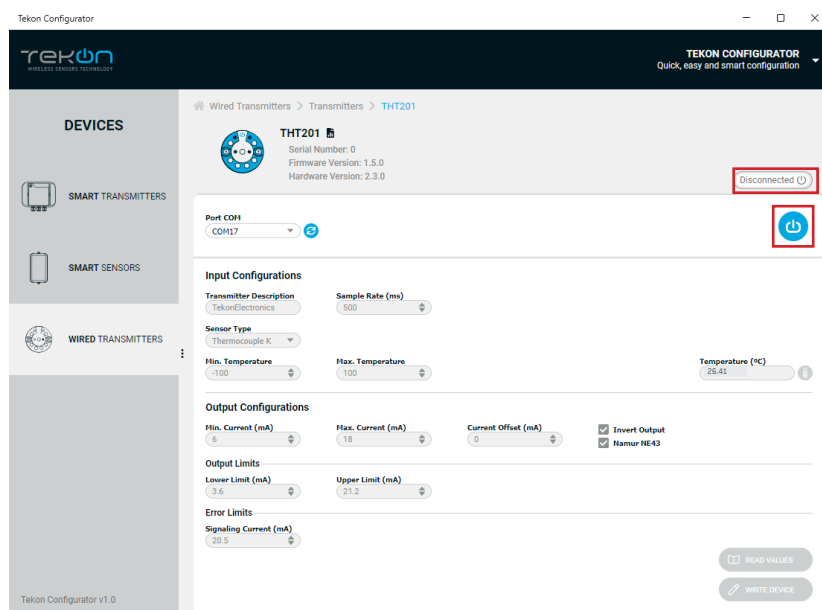 Tekon Configurator
TEKON
WIRELESS SENSORS TECHNOLOGY
TEKON CONFIGURATOR
Quick, easy and smart configuration
DEVICES
SMART TRANSMITTERS
SMART SENSORS
WIRED TRANSMITTERS
Tekon Configurator v1.0
Wired Transmitters > Transmitters > THT201
THT201
Serial Number: 0
Firmware Version: 1.5.0
Hardware Version: 2.3.0
Disconnected
Port COM
COM17
Input Configurations
Transmitter Description Sample Rate (ms)
TekonElectronics 500
Sensor Type
Thermocouple K
Min. Temperature Max. Temperature Temperature (ºC)
-100 100 26.41
Output Configurations
Min. Current (mA) Max. Current (mA) Current Offset (mA) Invert Output
6 18 0 Namur NE43
Output Limits
Lower Limit (mA) Upper Limit (mA)
3.6 21.2
Error Limits
Signaling Current (mA)
20.5
READ VALUES
WRITE DEVICE